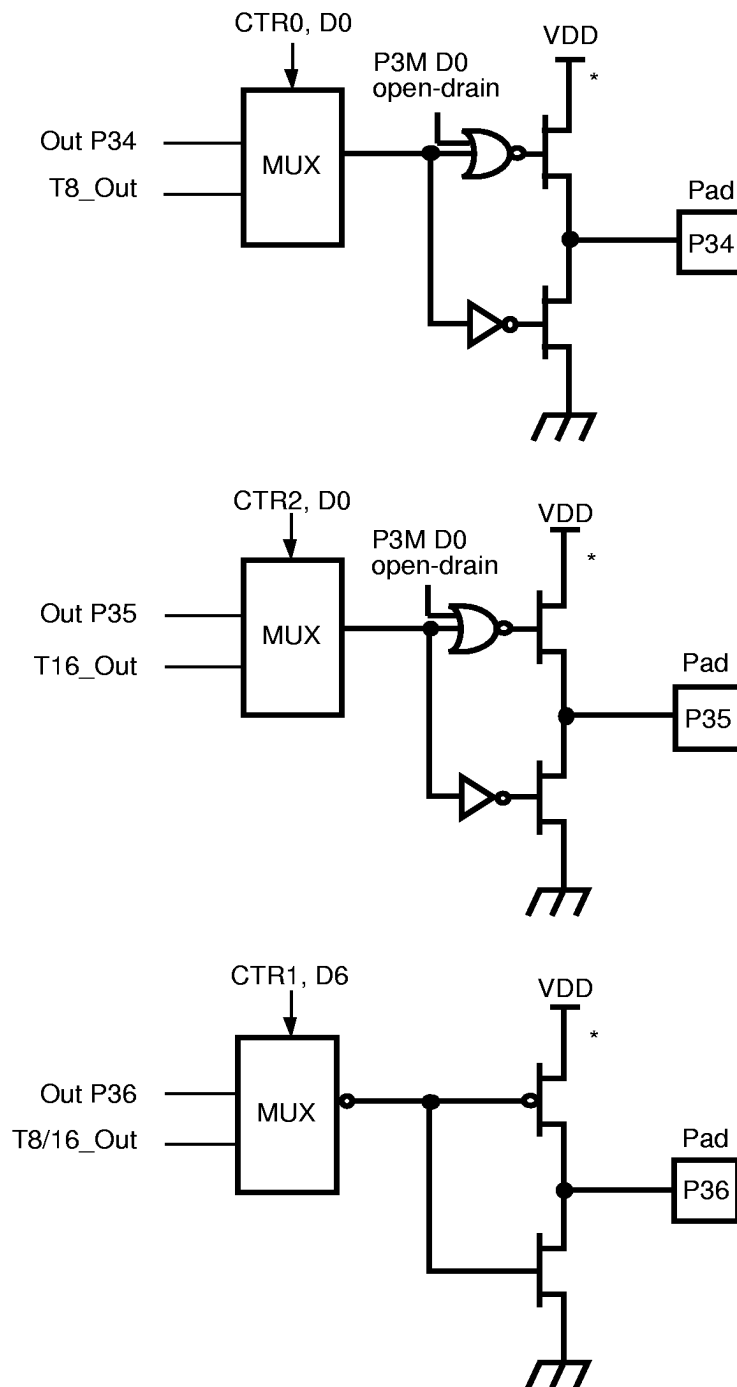 CTR0, D0
VDD
P3M D0
open-drain
*
Out P34
MUX
T8_Out
Pad
P34
CTR2, D0
VDD
P3M D0
open-drain
*
Out P35
MUX
T16_Out
Pad
P35
CTR1, D6
VDD
*
Out P36
MUX
T8/16_Out
Pad
P36